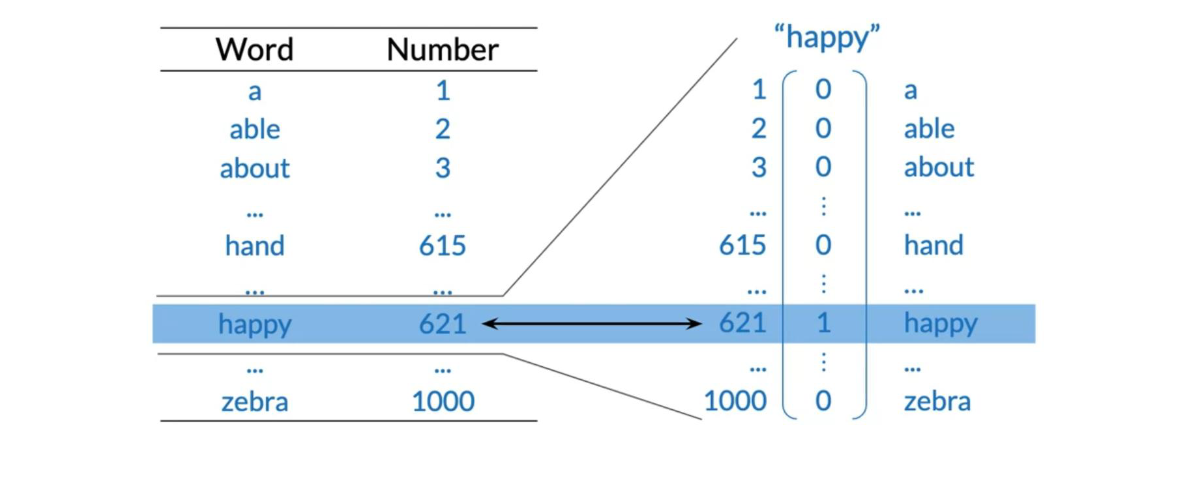 Word Number
a 1
able 2
about 3
... ...
hand 615
... ...
happy 621
... ...
zebra 1000
“happy”
1 0 a
2 0 able
3 0 about
... ⋮ ...
615 0 hand
... ⋮ ...
621 1 happy
... ⋮ ...
1000 0 zebra